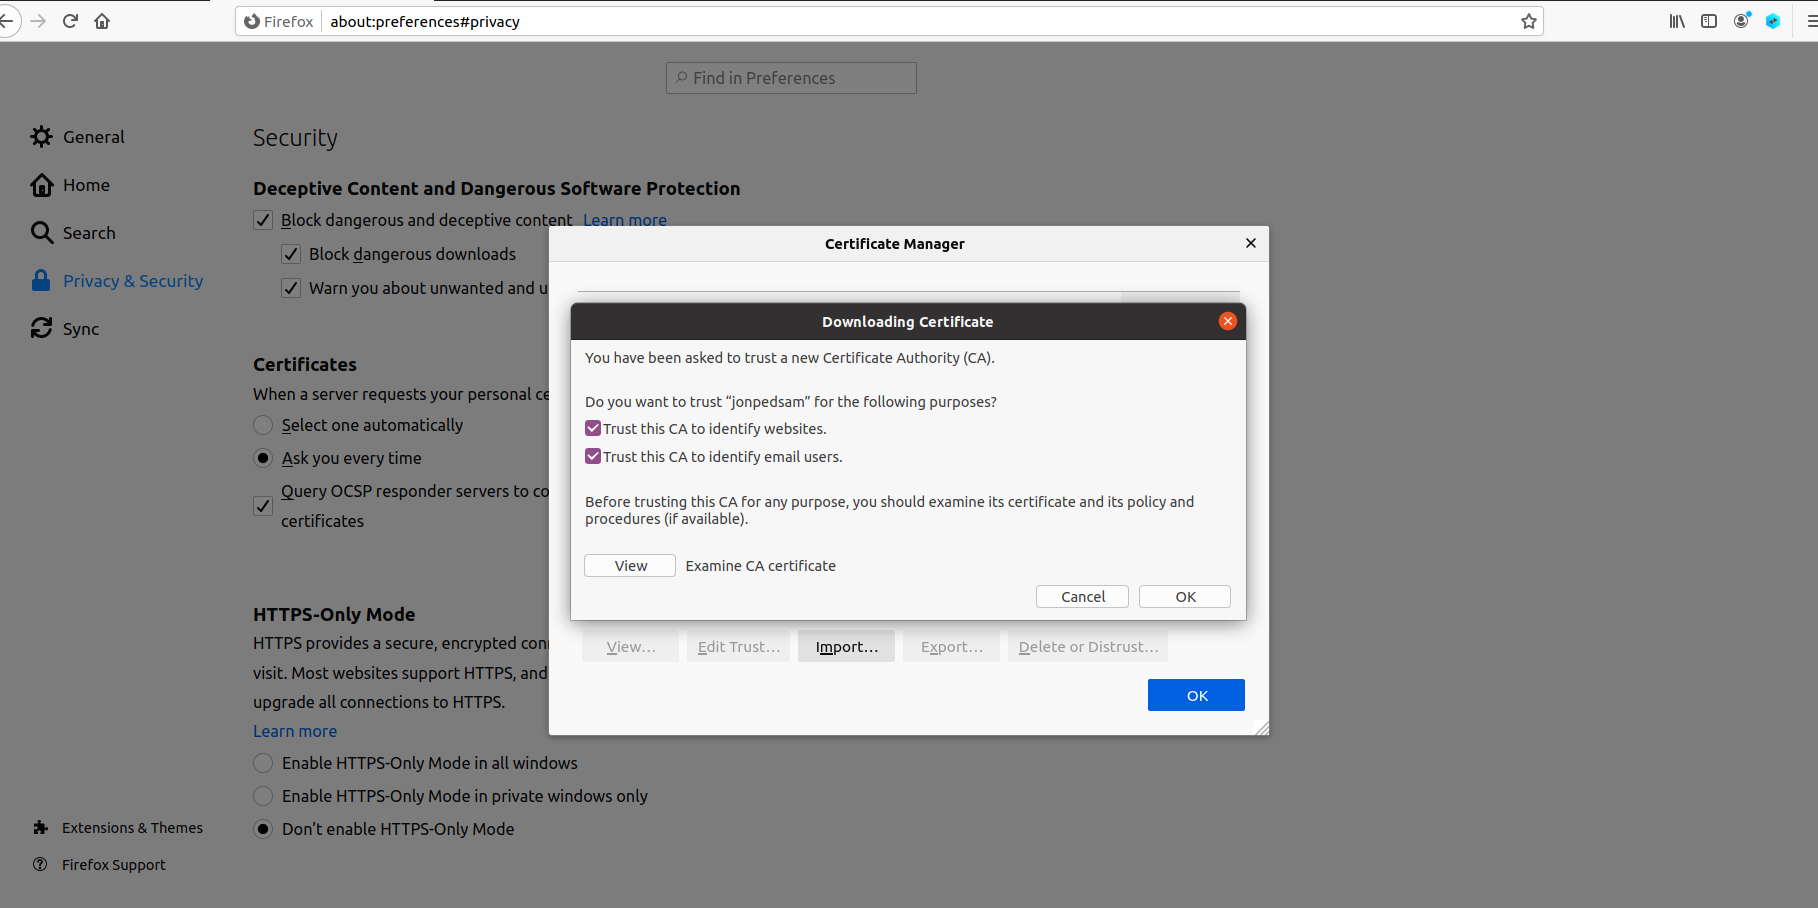 Firefox
about:preferences#privacy
Find in Preferences
General
Home
Search
Privacy & Security
Sync
Extensions & Themes
Firefox Support
Security
Deceptive Content and Dangerous Software Protection
Block dangerous and deceptive content Learn more
Block dangerous downloads
Warn you about unwanted and u
Certificates
When a server requests your personal ce
Select one automatically
Ask you every time
Query OCSP responder servers to co
certificates
HTTPS-Only Mode
HTTPS provides a secure, encrypted con
visit. Most websites support HTTPS, and
upgrade all connections to HTTPS.
Learn more
Enable HTTPS-Only Mode in all windows
Enable HTTPS-Only Mode in private windows only
Don’t enable HTTPS-Only Mode
Certificate Manager
Downloading Certificate
You have been asked to trust a new Certificate Authority (CA).
Do you want to trust “jonpedsam” for the following purposes?
Trust this CA to identify websites.
Trust this CA to identify email users.
Before trusting this CA for any purpose, you should examine its certificate and its policy and
procedures (if available).
View Examine CA certificate
Cancel OK
View… Edit Trust… Import… Export… Delete or Distrust…
OK